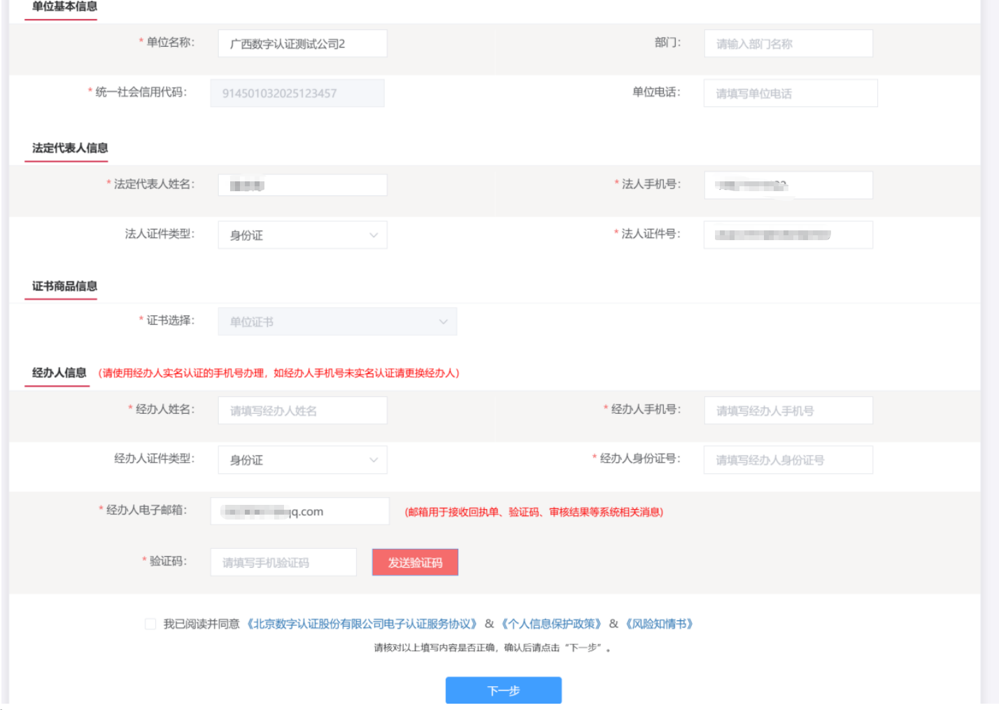 单位基本信息
* 单位名称： 广西数字认证测试公司2 部门： 请输入部门名称
* 统一社会信用代码： 914501032025123457 单位电话： 请填写单位电话
法定代表人信息
* 法定代表人姓名： * 法人手机号：
法人证件类型： 身份证 * 法人证件号：
证书商品信息
* 证书选择： 单位证书
经办人信息 （请使用经办人实名认证的手机号办理，如经办人手机号未实名认证请更换经办人）
* 经办人姓名： 请填写经办人姓名 * 经办人手机号： 请填写经办人手机号
经办人证件类型： 身份证 * 经办人身份证号： 请填写经办人身份证号
* 经办人电子邮箱： q.com (邮箱用于接收回执单、验证码、审核结果等系统相关消息)
* 验证码： 请填写手机验证码 发送验证码
我已阅读并同意 《北京数字认证股份有限公司电子认证服务协议》 & 《个人信息保护政策》 & 《风险知情书》
请核对以上填写内容是否正确，确认后请点击“下一步”。
下一步